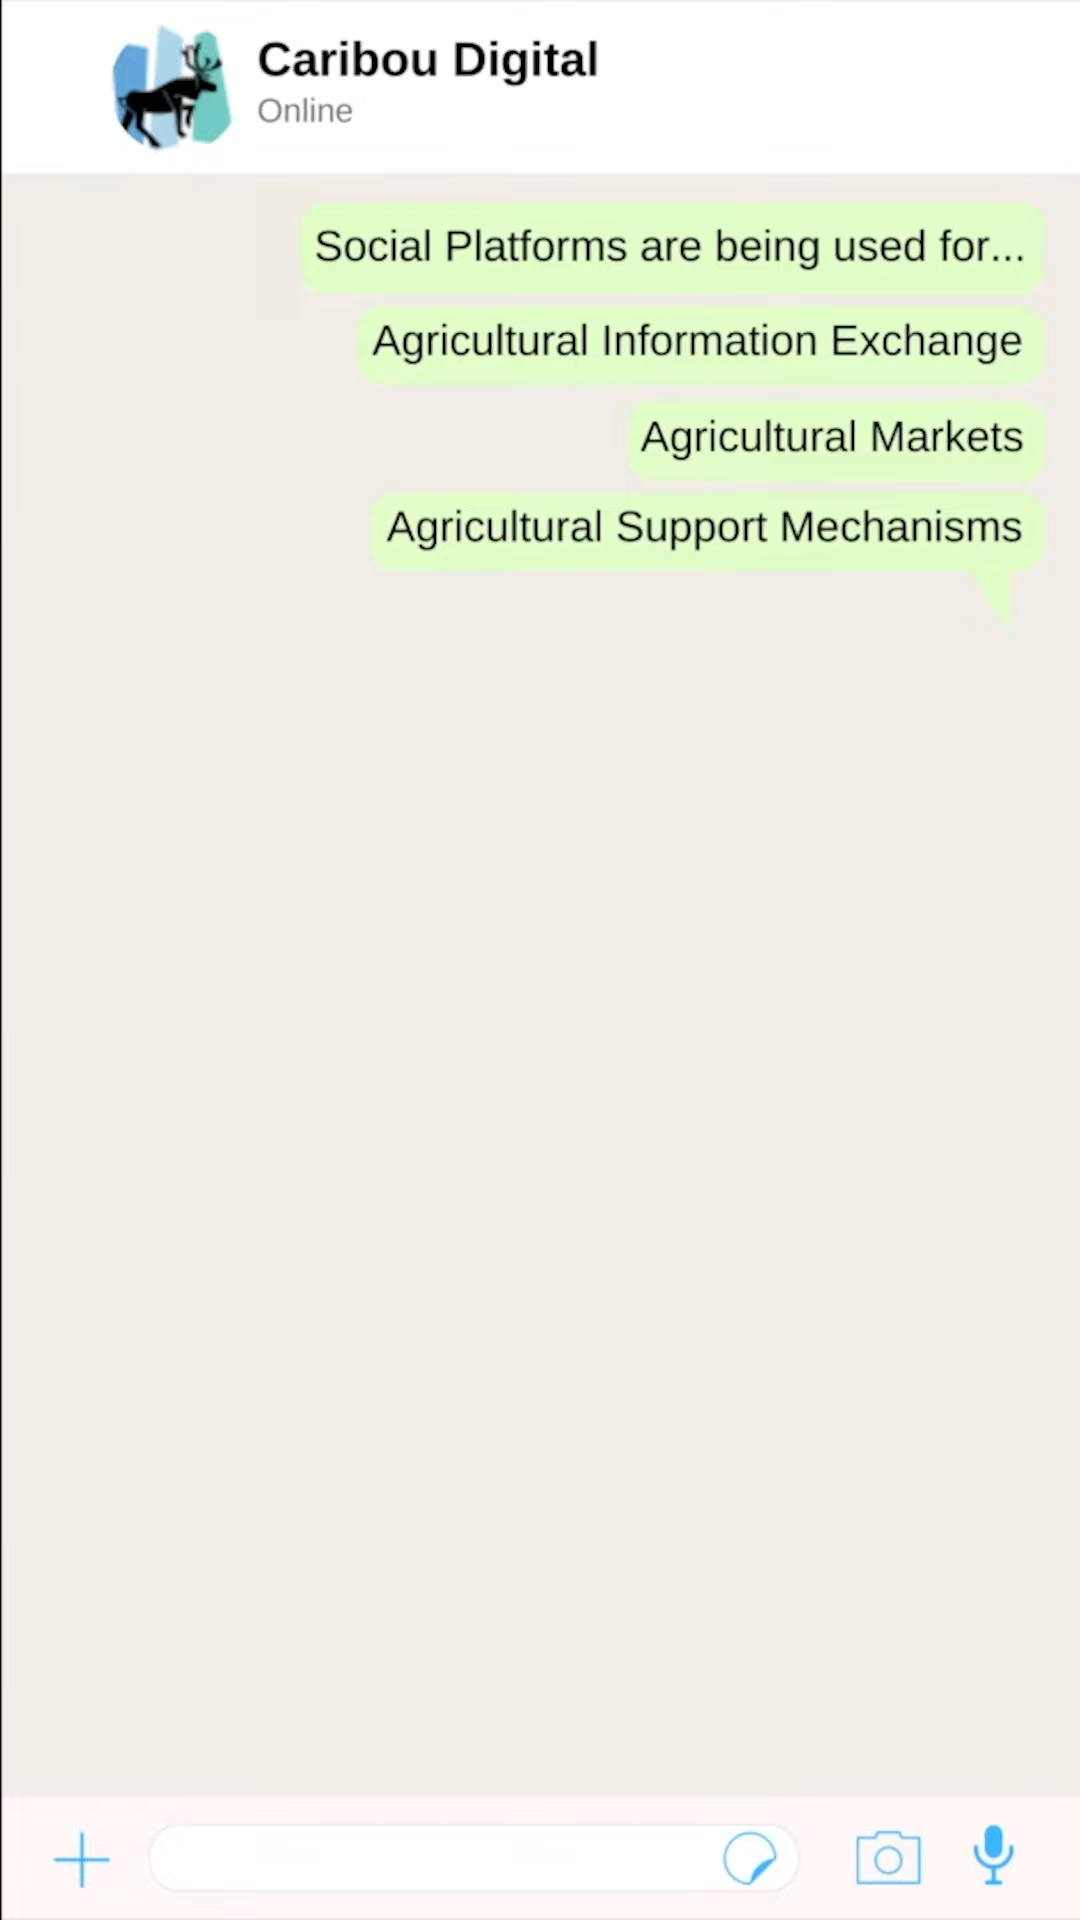 Caribou Digital
Online
Social Platforms are being used for...
Agricultural Information Exchange
Agricultural Markets
Agricultural Support Mechanisms